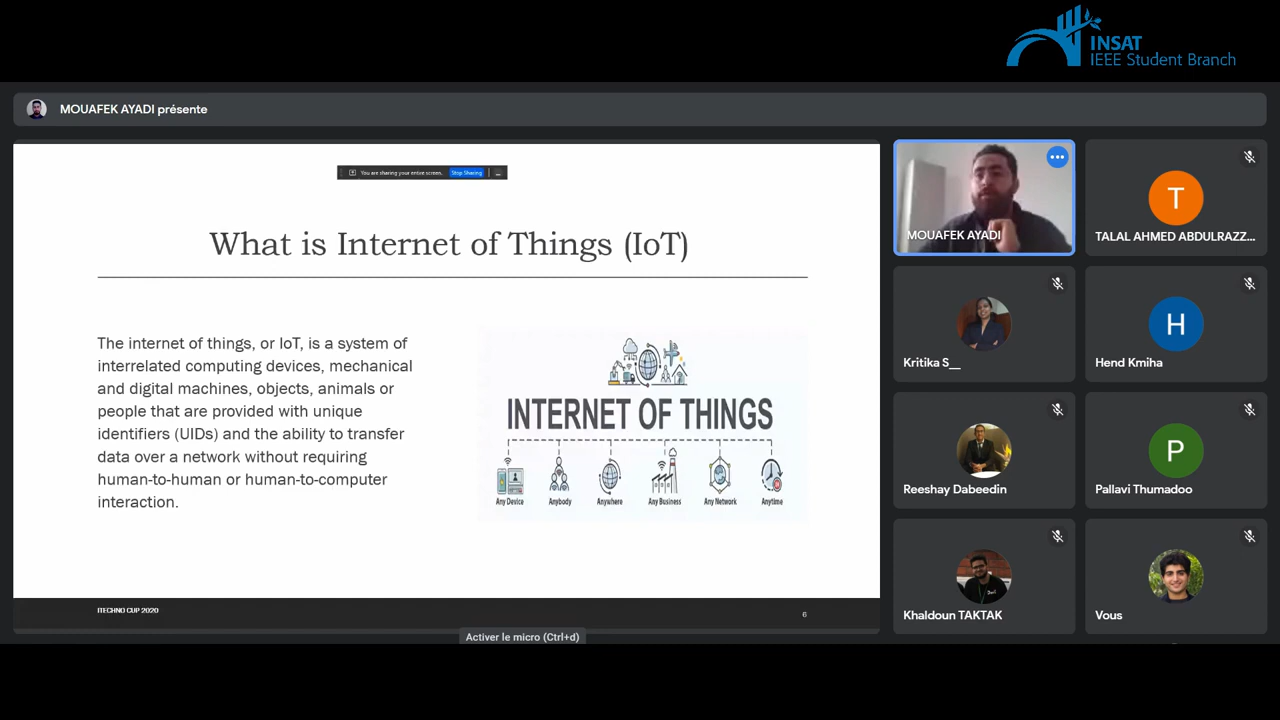 INSAT
IEEE Student Branch
MOUAFEK AYADI présente
You are sharing your entire screen. Stop Sharing
What is Internet of Things (IoT)
The internet of things, or IoT, is a system of
interrelated computing devices, mechanical
and digital machines, objects, animals or
people that are provided with unique
identifiers (UIDs) and the ability to transfer
data over a network without requiring
human-to-human or human-to-computer
interaction.
INTERNET OF THINGS
Any Device Anybody Anywhere Any Business Any Network Anytime
ITECHNO CUP 2020
6
Activer le micro (Ctrl+d)
MOUAFEK AYADI
T
TALAL AHMED ABDULRAZZ...
Kritika S__
H
Hend Kmiha
Reeshay Dabeedin
P
Pallavi Thumadoo
Khaldoun TAKTAK
Vous